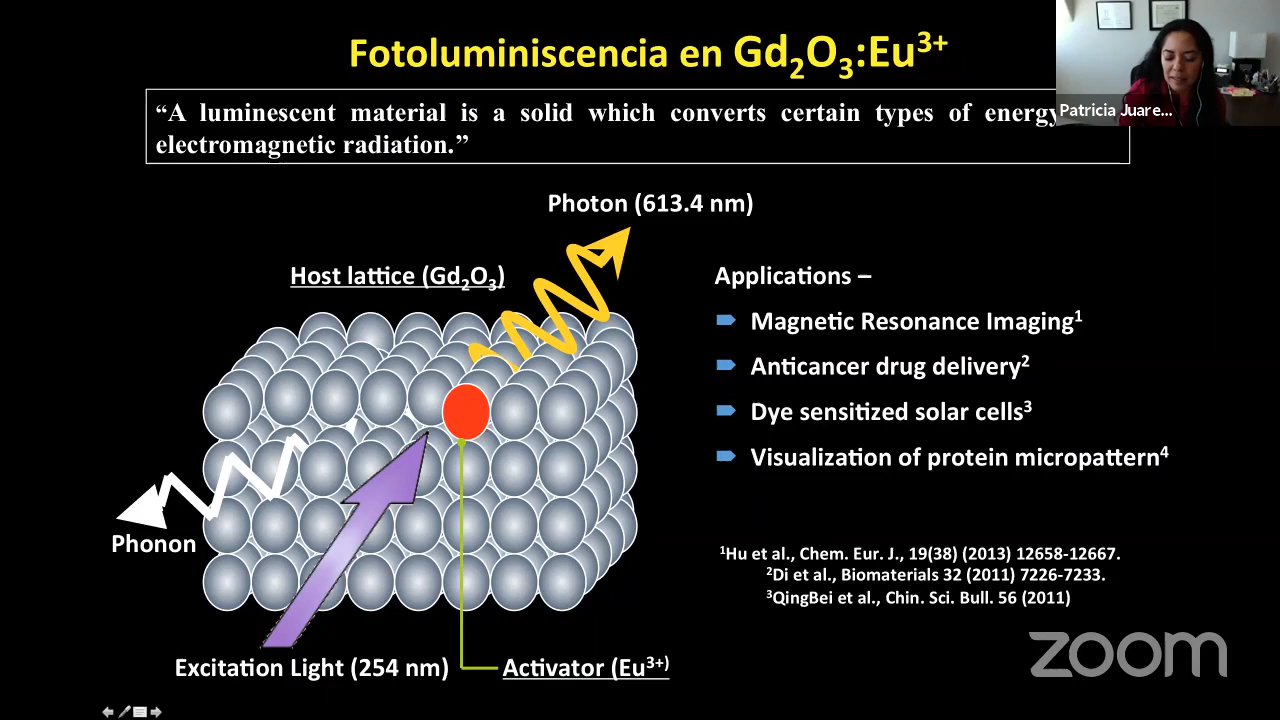 Fotoluminiscencia en Gd₂O₃:Eu³⁺
“A luminescent material is a solid which converts certain types of energy
electromagnetic radiation.”
Patricia Juare...
Photon (613.4 nm)
Host lattice (Gd₂O₃)
Applications –
Magnetic Resonance Imaging¹
Anticancer drug delivery²
Dye sensitized solar cells³
Visualization of protein micropattern⁴
Phonon
¹Hu et al., Chem. Eur. J., 19(38) (2013) 12658-12667.
²Di et al., Biomaterials 32 (2011) 7226-7233.
³QingBei et al., Chin. Sci. Bull. 56 (2011)
Excitation Light (254 nm)
Activator (Eu³⁺⁾
zoom